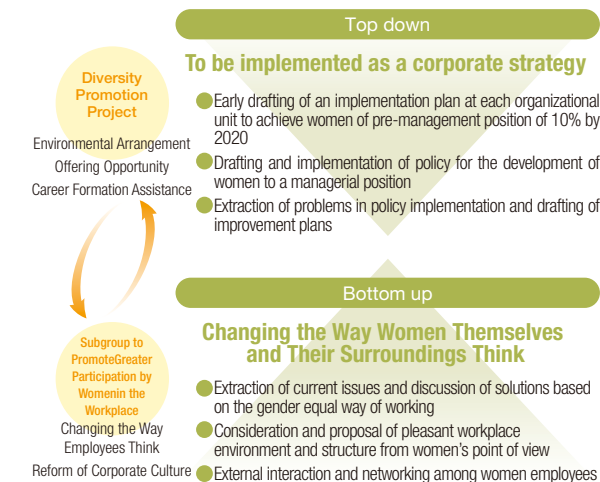 Top down
To be implemented as a corporate strategy
Diversity
Promotion
Project
Environmental Arrangement
Offering Opportunity
Career Formation Assistance
●Early drafting of an implementation plan at each organizational
unit to achieve women of pre-management position of 10% by
2020
●Drafting and implementation of policy for the development of
women to a managerial position
●Extraction of problems in policy implementation and drafting of
improvement plans
Bottom up
Changing the Way Women Themselves
and Their Surroundings Think
Subgroup to
PromoteGreater
Participation by
Womenin the
Workplace
Changing the Way
Employees Think
Reform of Corporate Culture
●Extraction of current issues and discussion of solutions based
on the gender equal way of working
●Consideration and proposal of pleasant workplace
environment and structure from women's point of view
●External interaction and networking among women employees